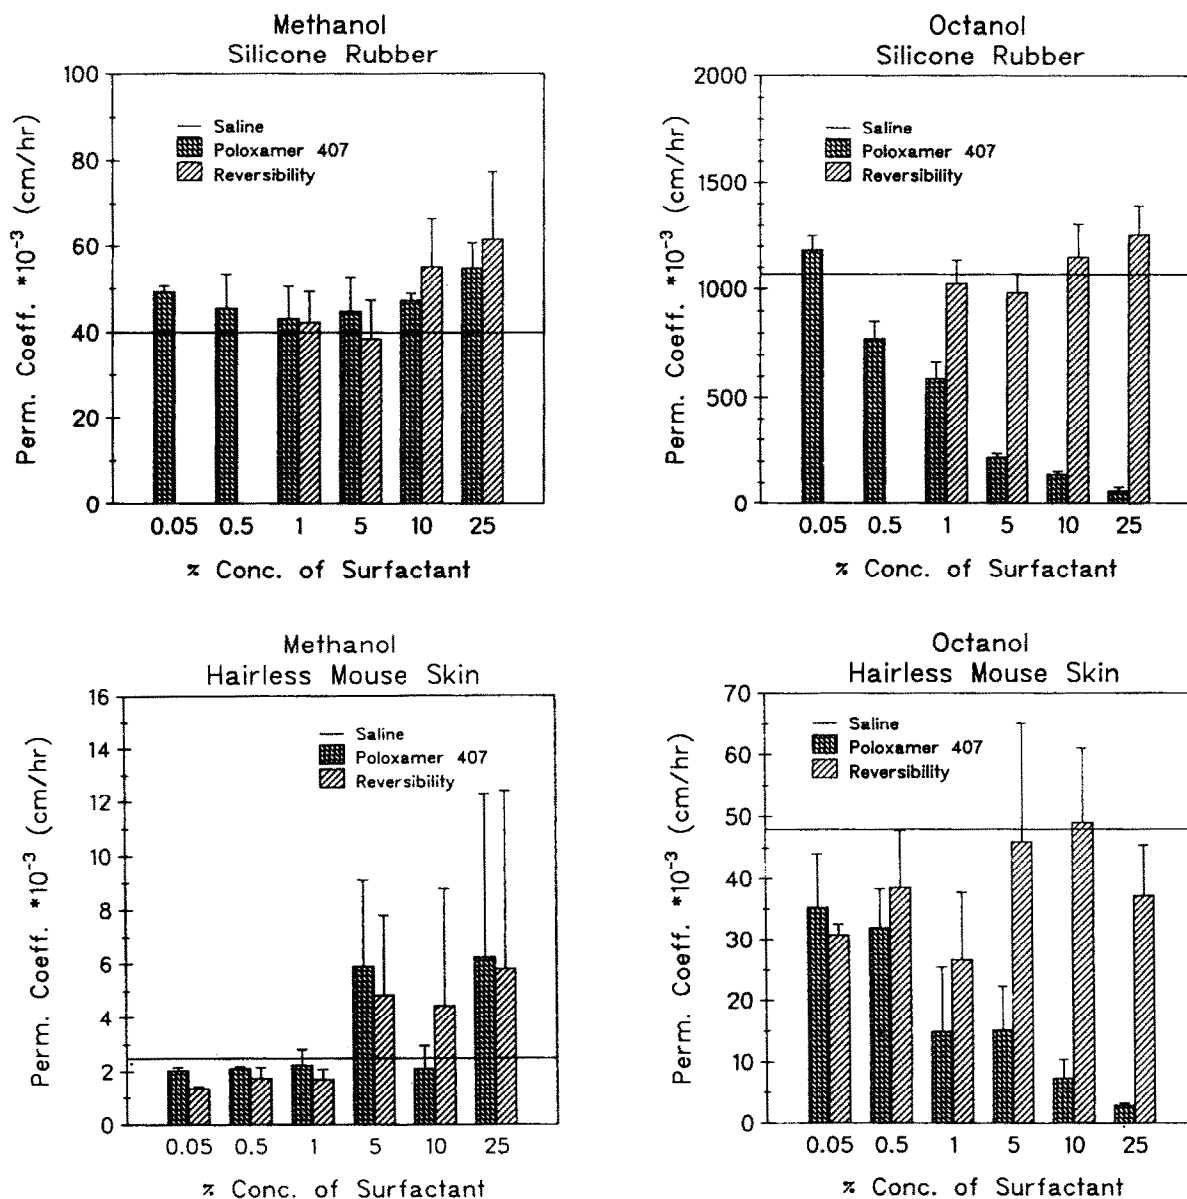 Methanol
Silicone Rubber
100
80
60
40
20
0
Perm. Coeff. *10⁻³ (cm/hr)
Saline
Poloxamer 407
Reversibility
0.05 0.5 1 5 10 25
% Conc. of Surfactant
Octanol
Silicone Rubber
2000
1500
1000
500
0
Perm. Coeff. *10⁻³ (cm/hr)
Saline
Poloxamer 407
Reversibility
0.05 0.5 1 5 10 25
% Conc. of Surfactant
Methanol
Hairless Mouse Skin
16
14
12
10
8
6
4
2
0
Perm. Coeff. *10⁻³ (cm/hr)
Saline
Poloxamer 407
Reversibility
0.05 0.5 1 5 10 25
% Conc. of Surfactant
Octanol
Hairless Mouse Skin
70
60
50
40
30
20
10
0
Perm. Coeff. *10⁻³ (cm/hr)
Saline
Poloxamer 407
Reversibility
0.05 0.5 1 5 10 25
% Conc. of Surfactant